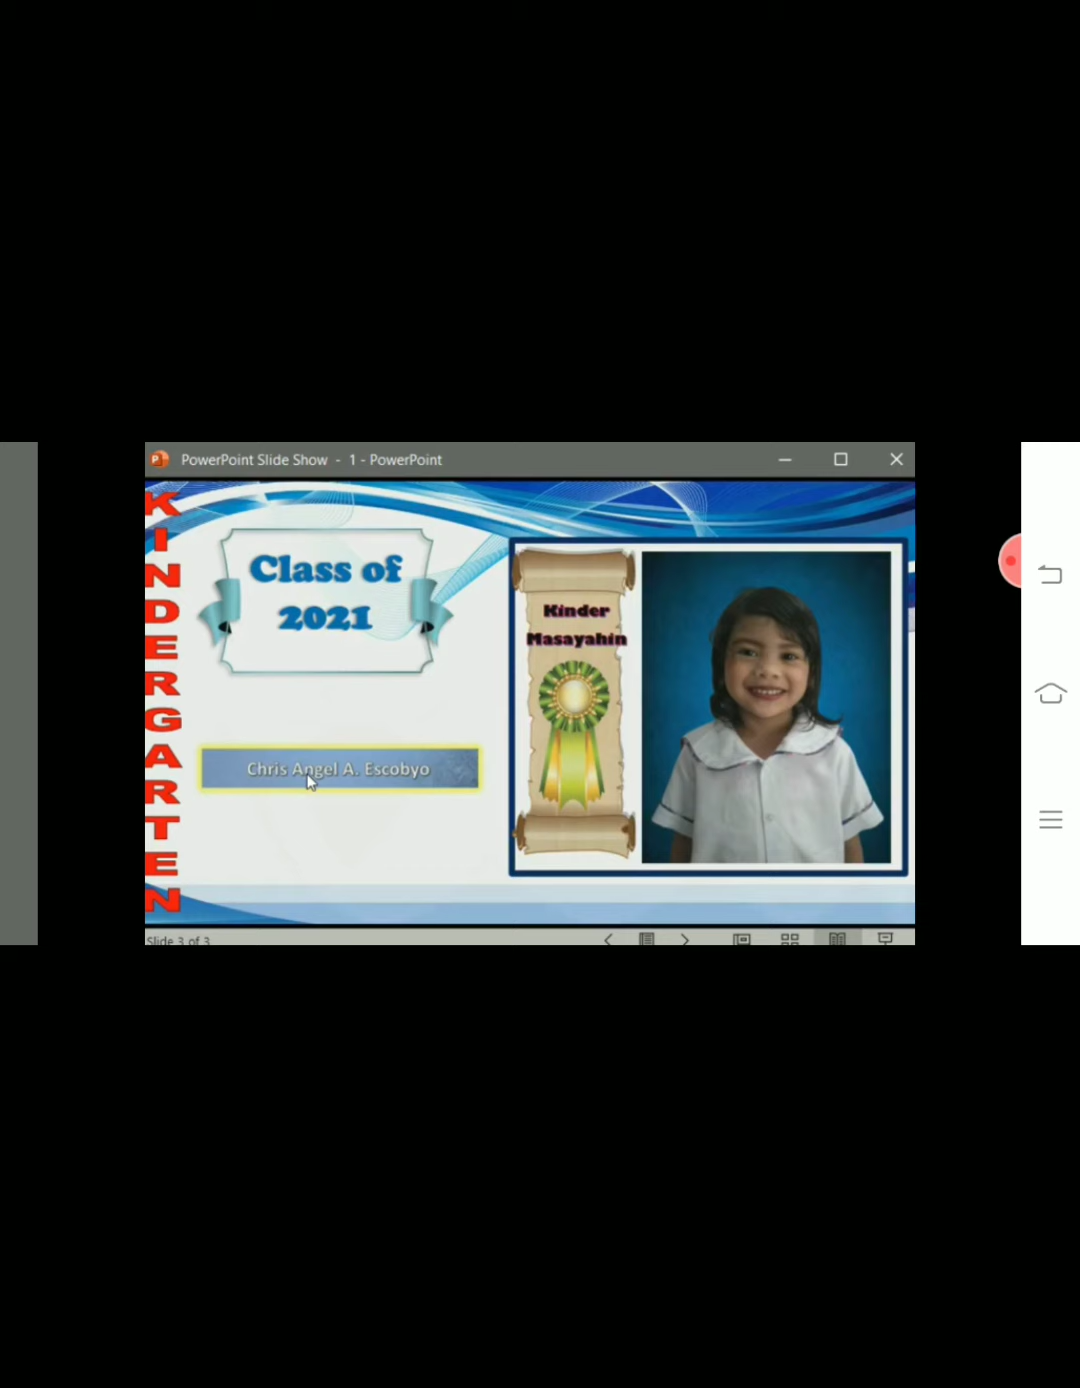 PowerPoint Slide Show - 1 - PowerPoint
KINDERGARTEN
Class of
2021
Kinder
Masayahin
Chris Angel A. Escobyo
Slide 3 of 3